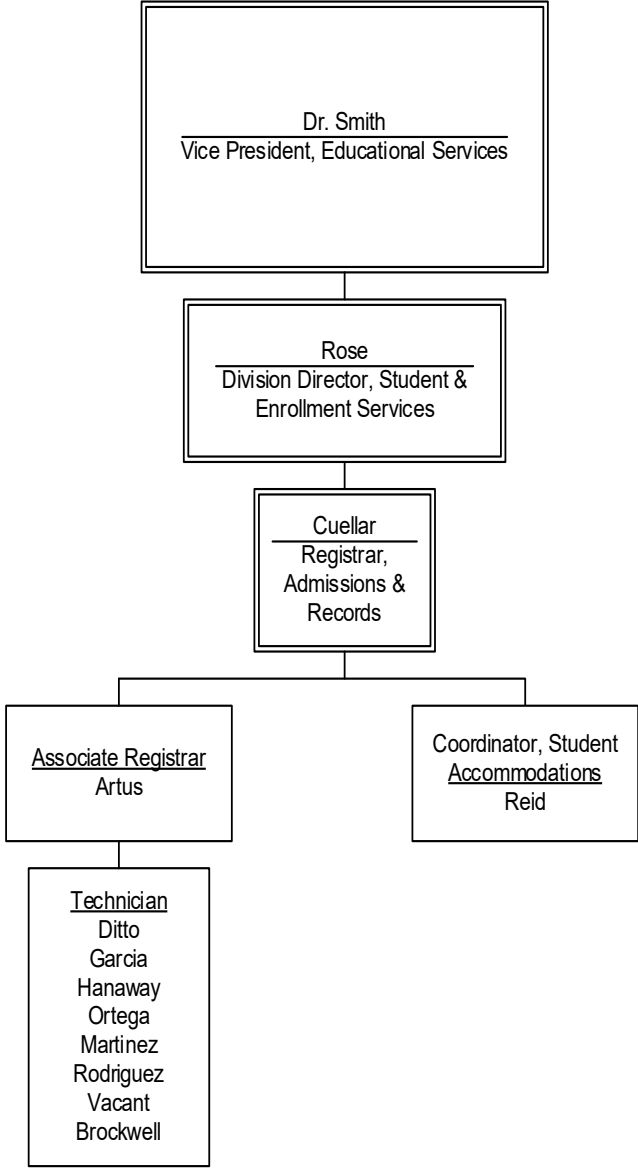 Dr. Smith
Vice President, Educational Services
Rose
Division Director, Student &
Enrollment Services
Cuellar
Registrar,
Admissions &
Records
Associate Registrar
Artus
Coordinator, Student
Accommodations
Reid
Technician
Ditto
Garcia
Hanaway
Ortega
Martinez
Rodriguez
Vacant
Brockwell